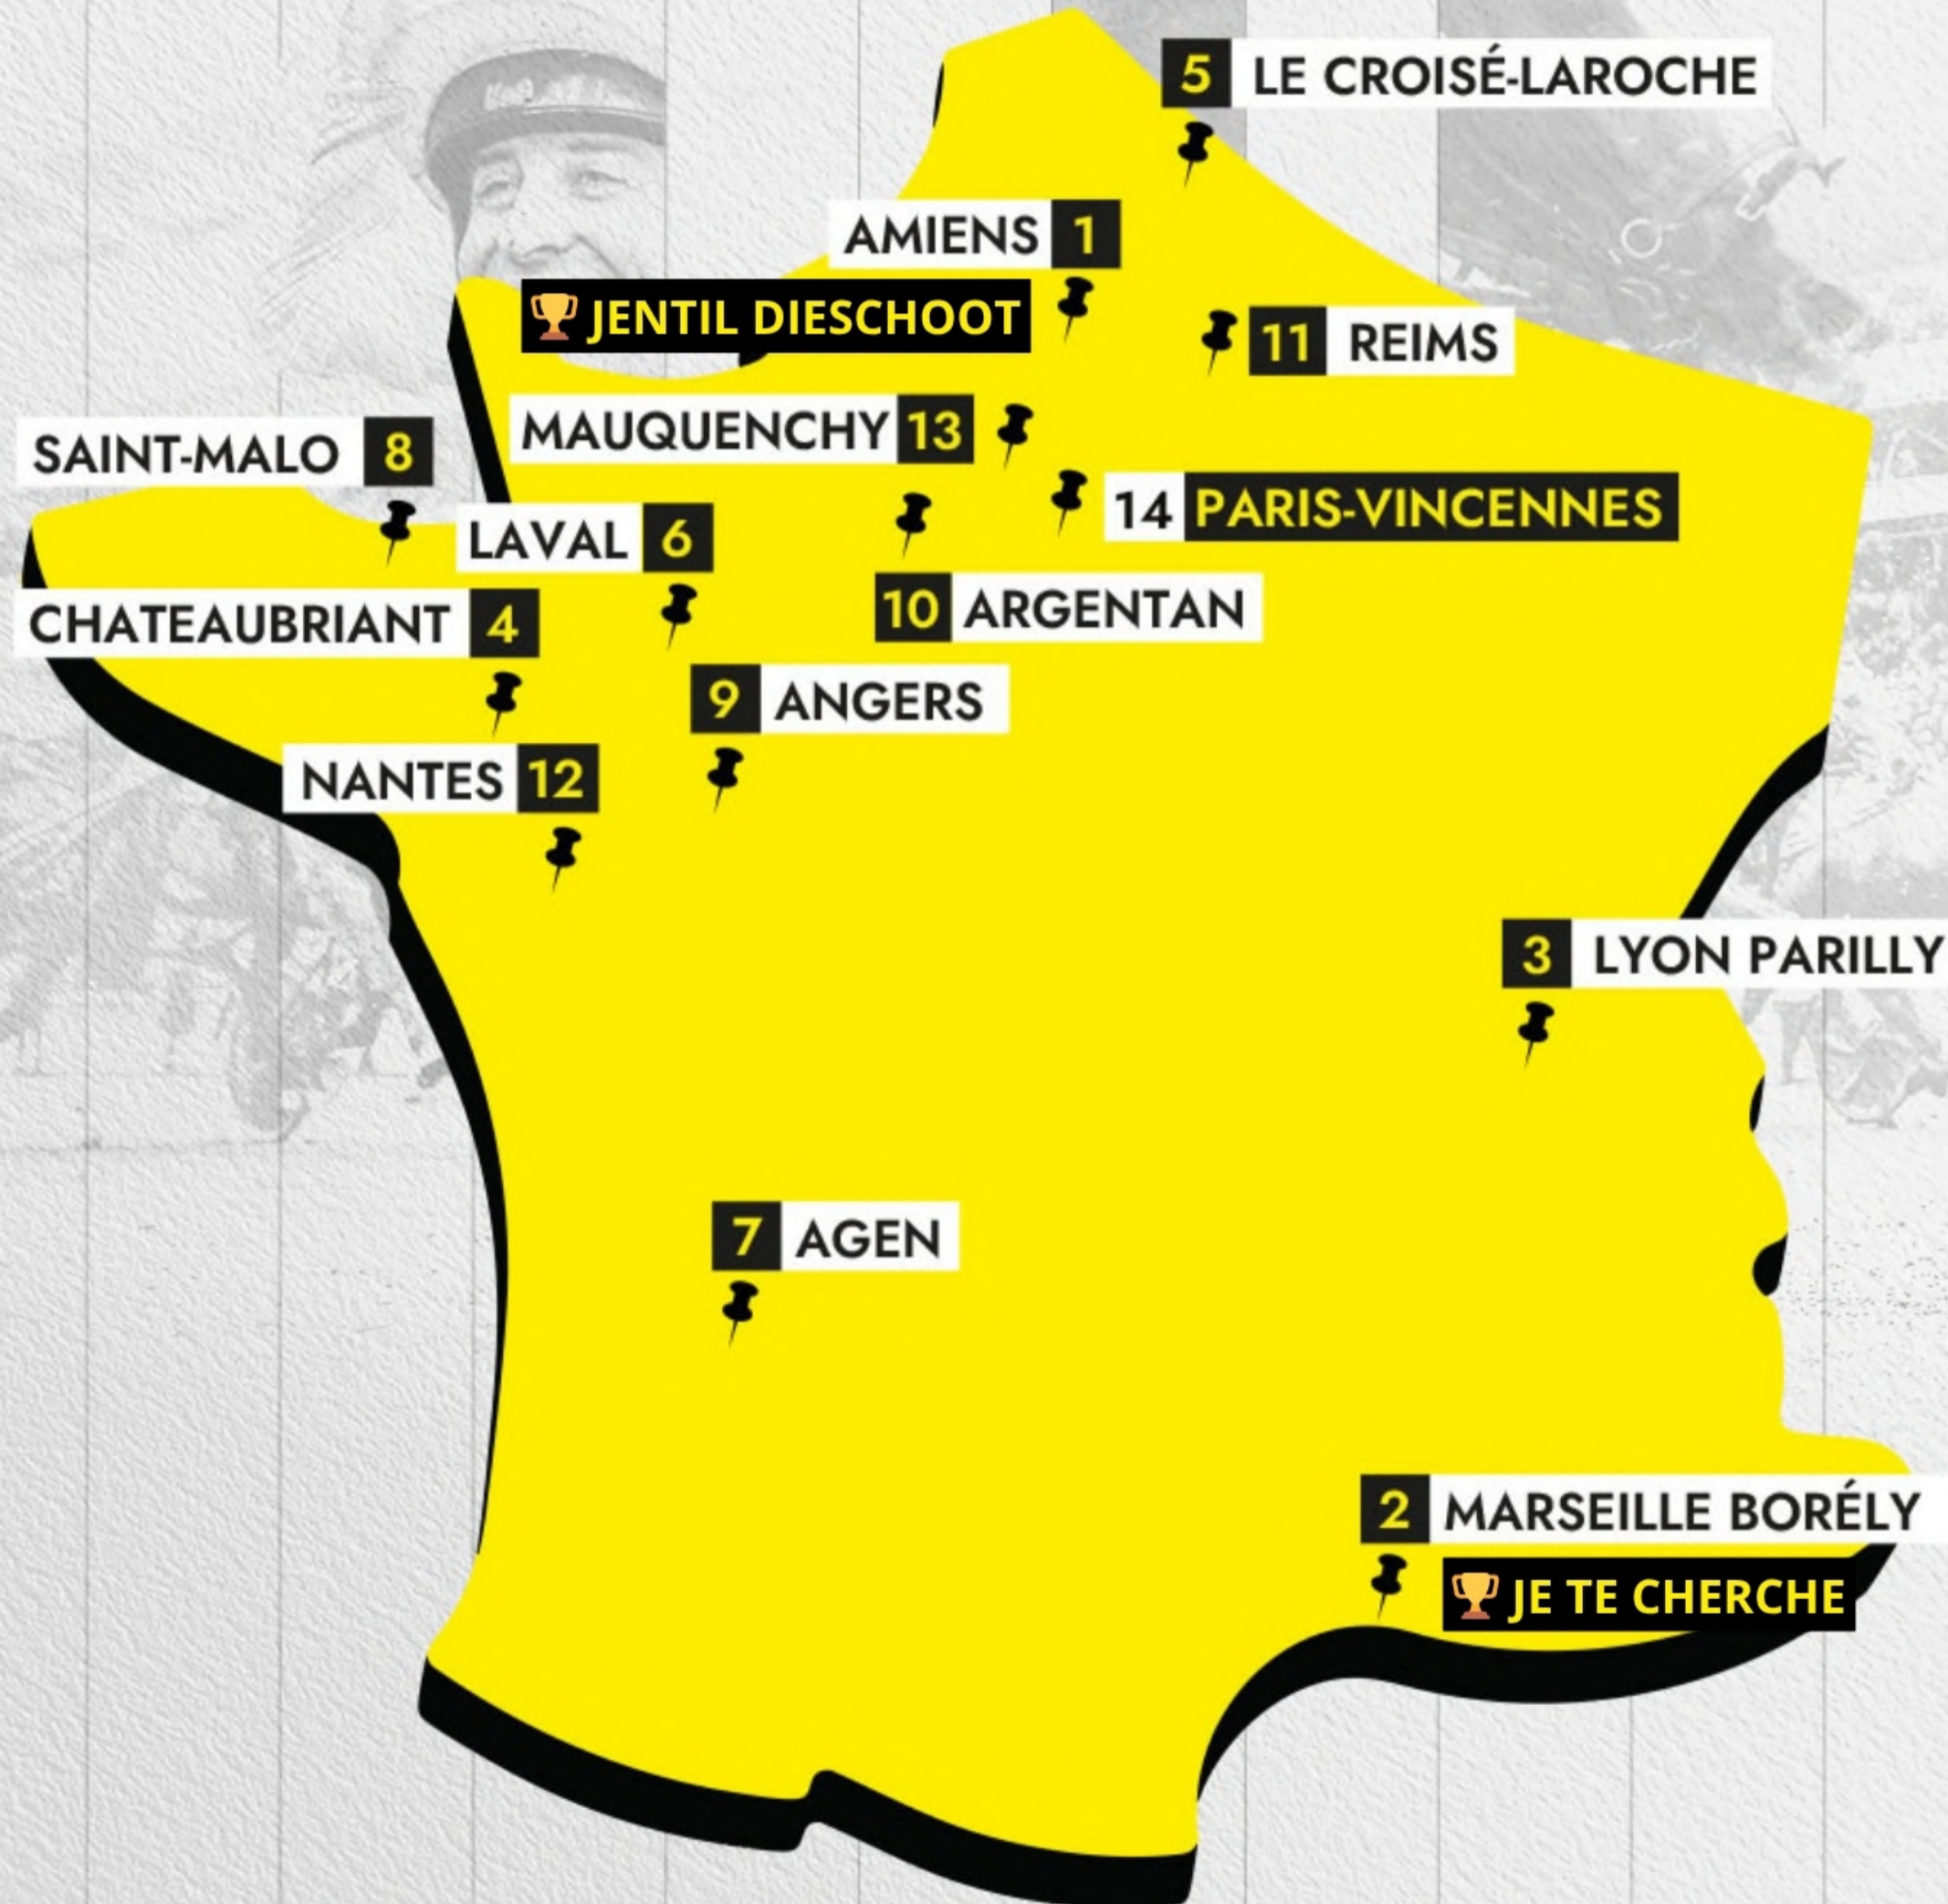 5 LE CROISÉ-LAROCHE
AMIENS 1
🏆 JENTIL DIESCHOOT
11 REIMS
MAUQUENCHY 13
SAINT-MALO 8
14 PARIS-VINCENNES
LAVAL 6
10 ARGENTAN
CHATEAUBRIANT 4
9 ANGERS
NANTES 12
3 LYON PARILLY
7 AGEN
2 MARSEILLE BORÉLY
🏆 JE TE CHERCHE